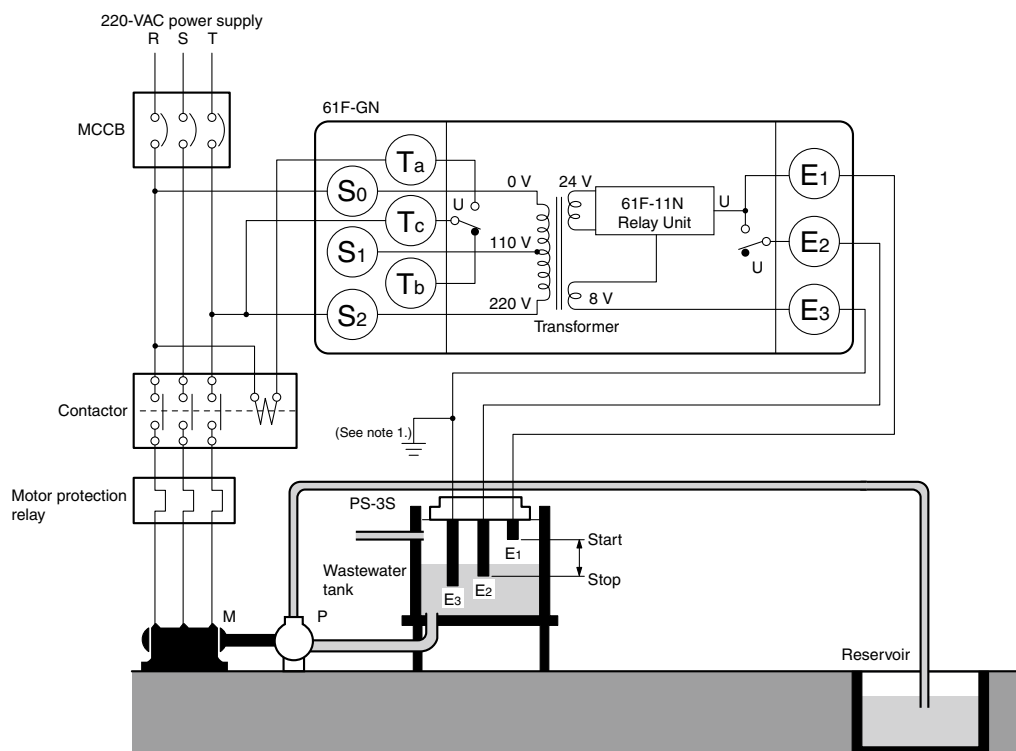 220-VAC power supply
R S T
MCCB
61F-GN
Ta
S0
Tc
S1
Tb
S2
U
0 V
110 V
220 V
24 V
8 V
Transformer
61F-11N
Relay Unit
U
U
E1
E2
E3
Contactor
(See note 1.)
Motor protection
relay
PS-3S
Wastewater
tank
E1
E2
E3
Start
Stop
M
P
Reservoir